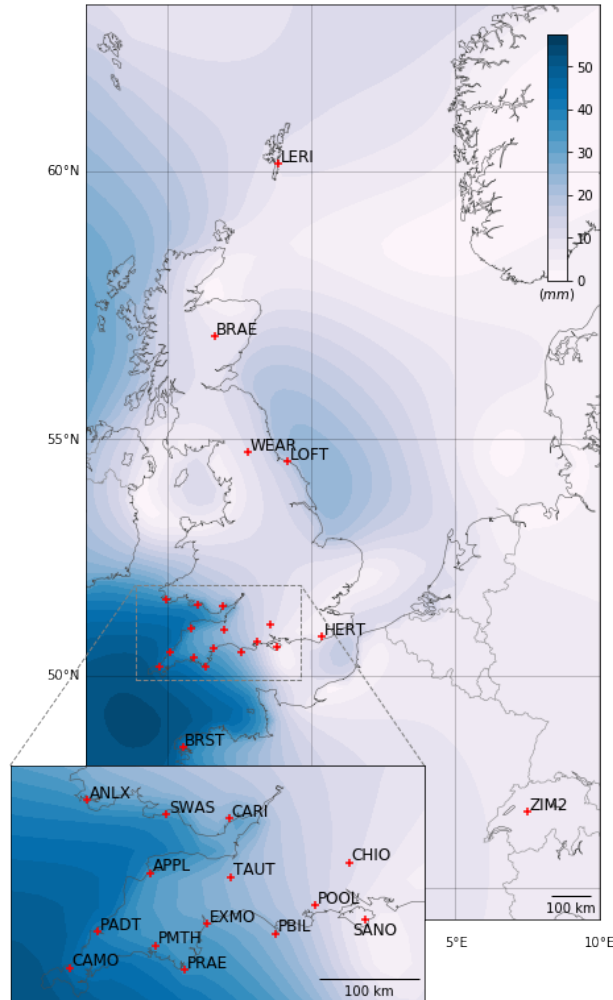 50
40
30
20
10
0
(mm)
60°N
LERI
BRAE
55°N
WEAR
LOFT
HERT
50°N
BRST
ZIM2
ANLX
SWAS
CARI
APPL
TAUT
CHIO
PADT
PMTH
EXMO
PBIL
POOL
SANO
CAMO
PRAE
100 km
100 km
5°E
10°E